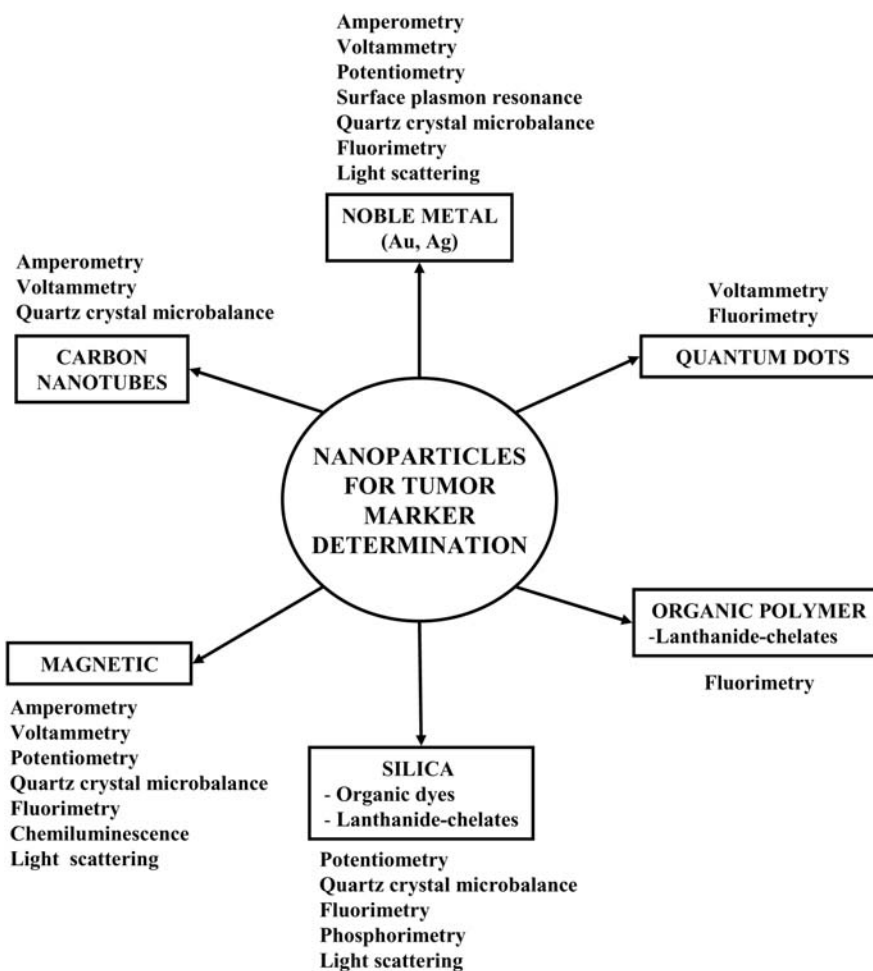 Amperometry
Voltammetry
Potentiometry
Surface plasmon resonance
Quartz crystal microbalance
Fluorimetry
Light scattering
NOBLE METAL
(Au, Ag)
Amperometry
Voltammetry
Quartz crystal microbalance
CARBON
NANOTUBES
Voltammetry
Fluorimetry
QUANTUM DOTS
NANOPARTICLES
FOR TUMOR
MARKER
DETERMINATION
ORGANIC POLYMER
-Lanthanide-chelates
Fluorimetry
MAGNETIC
Amperometry
Voltammetry
Potentiometry
Quartz crystal microbalance
Fluorimetry
Chemiluminescence
Light scattering
SILICA
- Organic dyes
- Lanthanide-chelates
Potentiometry
Quartz crystal microbalance
Fluorimetry
Phosphorimetry
Light scattering